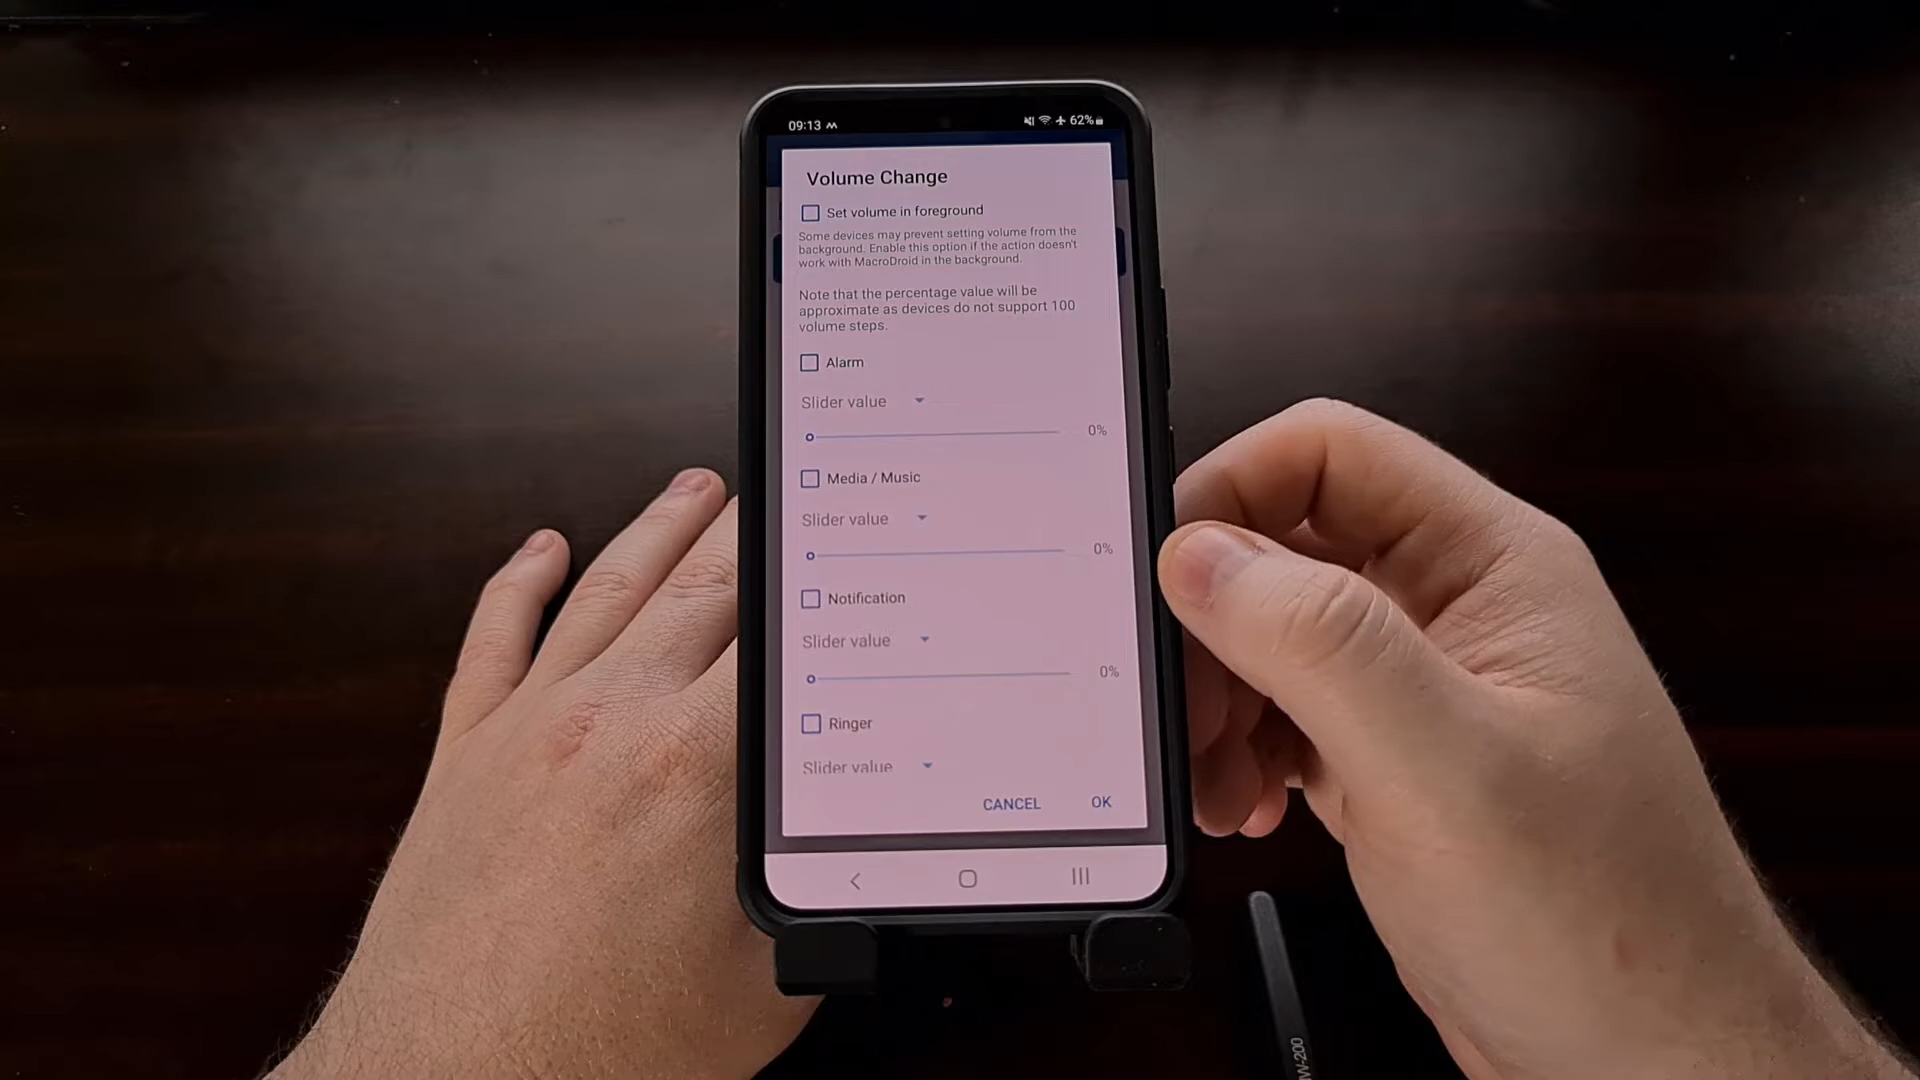 09:13
62%
Volume Change
Set volume in foreground
Some devices may prevent setting volume from the
background. Enable this option if the action doesn't
work with MacroDroid in the background.
Note that the percentage value will be
approximate as devices do not support 100
volume steps.
Alarm
Slider value
0%
Media / Music
Slider value
0%
Notification
Slider value
0%
Ringer
Slider value
CANCEL
OK